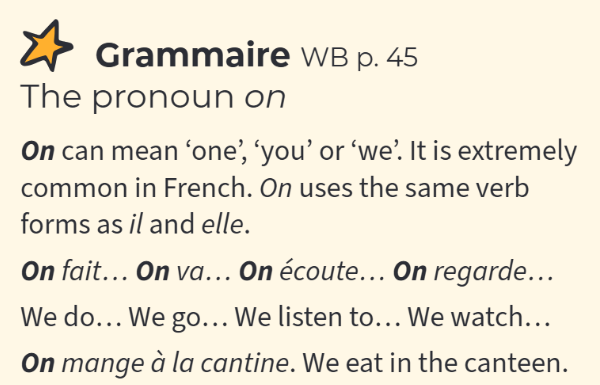 Grammaire WB p. 45
The pronoun on
On can mean ‘one’, ‘you’ or ‘we’. It is extremely
common in French. On uses the same verb
forms as il and elle.
On fait… On va… On écoute… On regarde…
We do… We go… We listen to… We watch…
On mange à la cantine. We eat in the canteen.